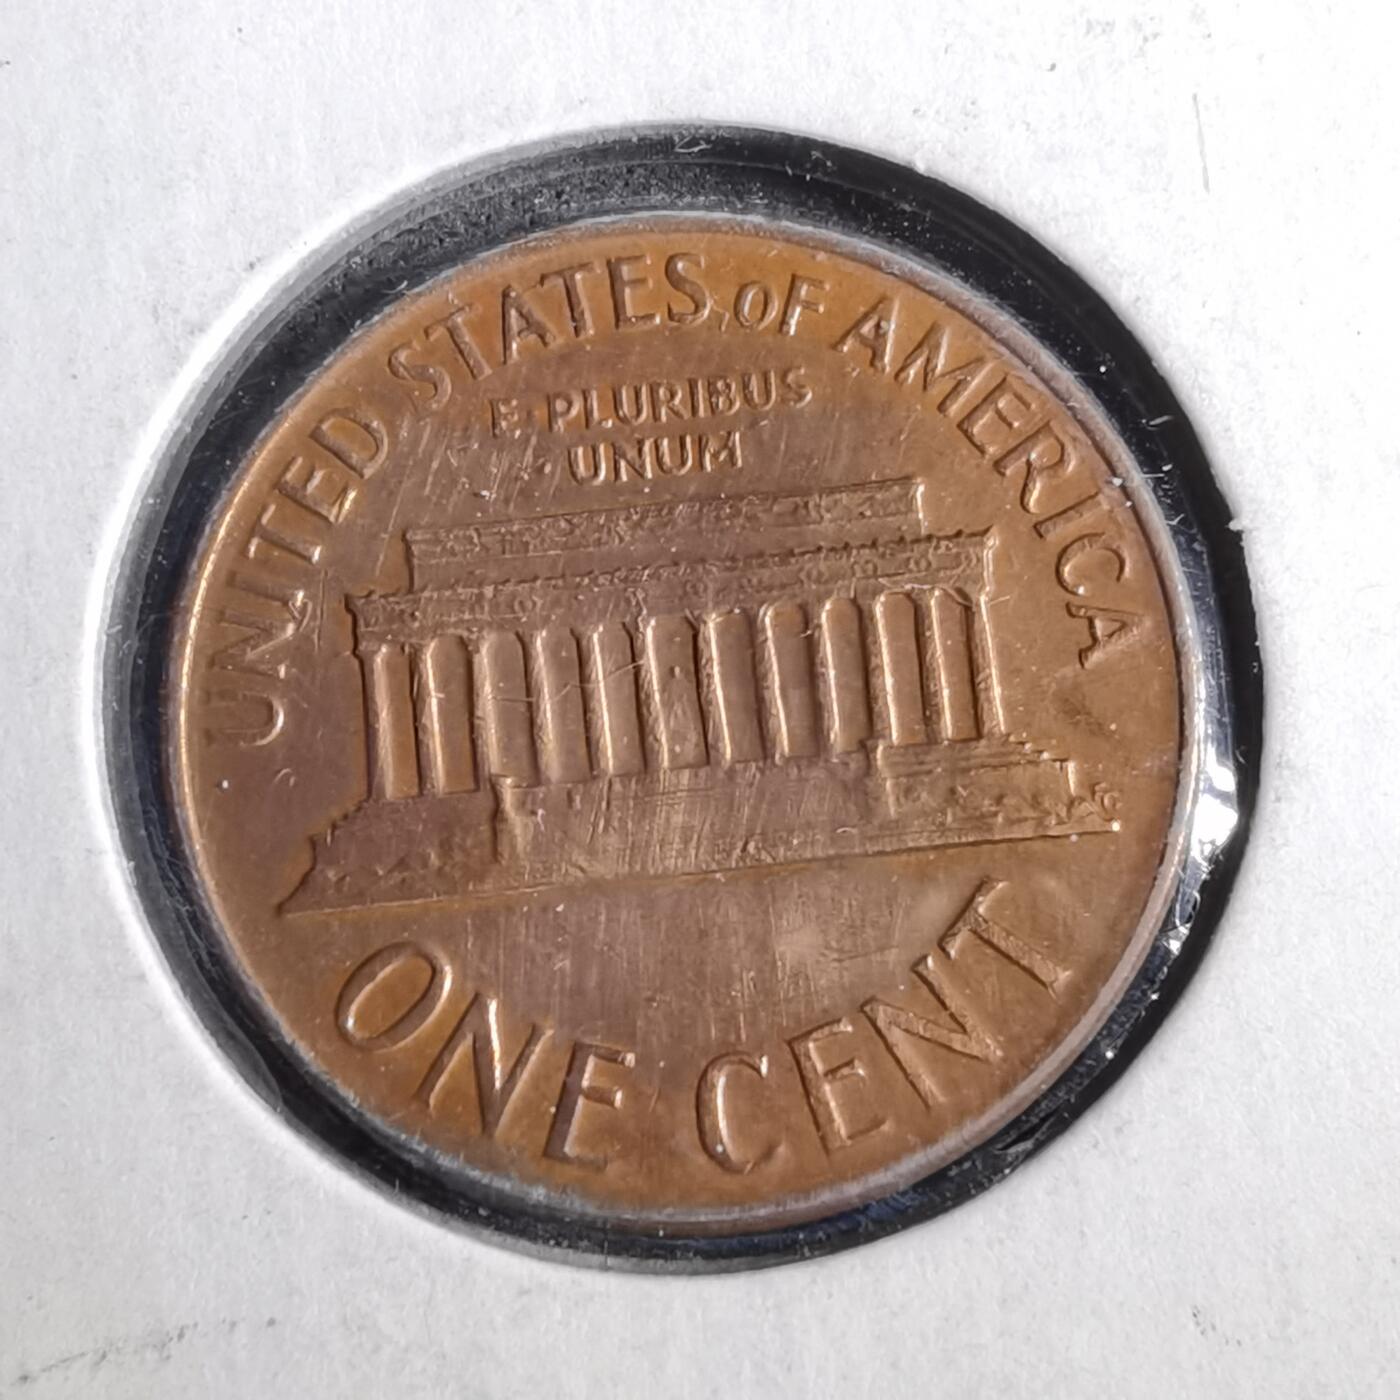 UNITED STATES OF AMERICA
E PLURIBUS
UNUM
ONE CENT